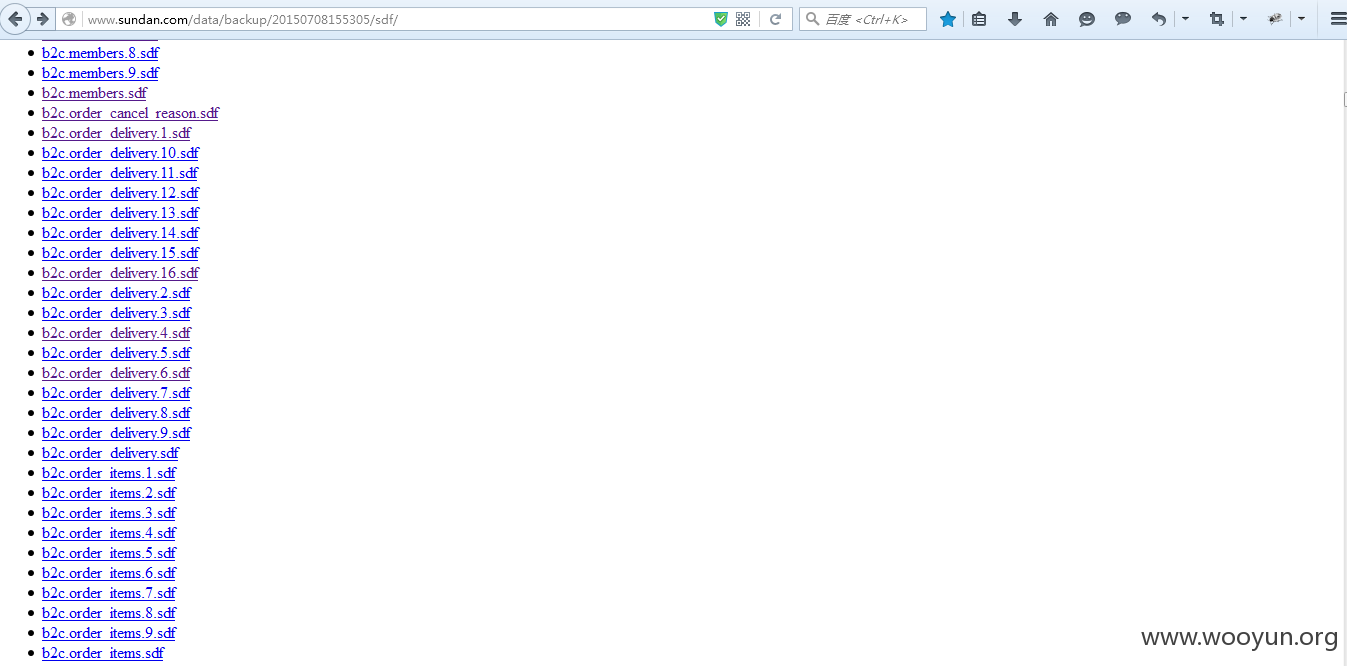 www.sundan.com/data/backup/20150708155305/sdf/
百度 <Ctrl+K>
b2c.members.8.sdf
b2c.members.9.sdf
b2c.members.sdf
b2c.order_cancel_reason.sdf
b2c.order_delivery.1.sdf
b2c.order_delivery.10.sdf
b2c.order_delivery.11.sdf
b2c.order_delivery.12.sdf
b2c.order_delivery.13.sdf
b2c.order_delivery.14.sdf
b2c.order_delivery.15.sdf
b2c.order_delivery.16.sdf
b2c.order_delivery.2.sdf
b2c.order_delivery.3.sdf
b2c.order_delivery.4.sdf
b2c.order_delivery.5.sdf
b2c.order_delivery.6.sdf
b2c.order_delivery.7.sdf
b2c.order_delivery.8.sdf
b2c.order_delivery.9.sdf
b2c.order_delivery.sdf
b2c.order_items.1.sdf
b2c.order_items.2.sdf
b2c.order_items.3.sdf
b2c.order_items.4.sdf
b2c.order_items.5.sdf
b2c.order_items.6.sdf
b2c.order_items.7.sdf
b2c.order_items.8.sdf
b2c.order_items.9.sdf
b2c.order_items.sdf
www.wooyun.org